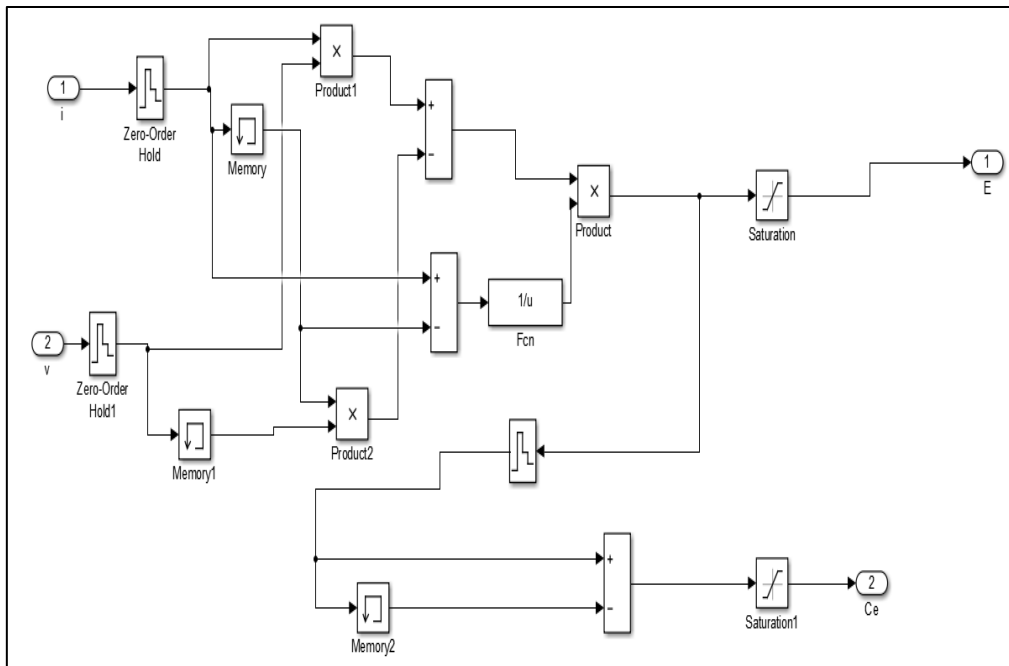 1
i
Zero-Order
Hold
×
Product1
Memory
+
−
×
Product
Saturation
1
E
+
−
1/u
Fcn
2
v
Zero-Order
Hold1
Memory1
×
Product2
+
−
Memory2
Saturation1
2
Ce